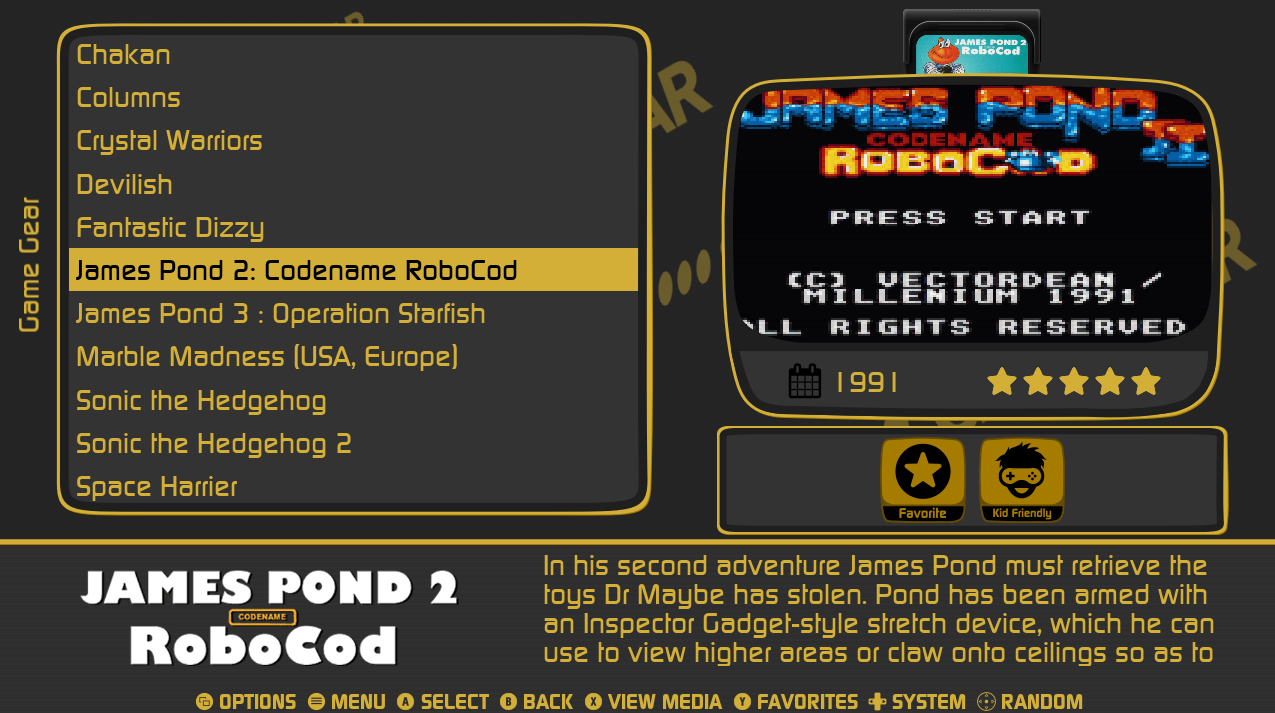 Game Gear
Chakan
Columns
Crystal Warriors
Devilish
Fantastic Dizzy
James Pond 2: Codename RoboCod
James Pond 3 : Operation Starfish
Marble Madness (USA, Europe)
Sonic the Hedgehog
Sonic the Hedgehog 2
Space Harrier
JAMES POND 2
RoboCod
JAMES POND II
CODENAME
ROBOCOD
PRESS START
(C) VECTORDEAN /
MILLENIUM 1991
ALL RIGHTS RESERVED
1991
Favorite
Kid Friendly
JAMES POND 2
CODENAME
RoboCod
In his second adventure James Pond must retrieve the
toys Dr Maybe has stolen. Pond has been armed with
an Inspector Gadget-style stretch device, which he can
use to view higher areas or claw onto ceilings so as to
OPTIONS MENU A SELECT B BACK X VIEW MEDIA Y FAVORITES SYSTEM RANDOM